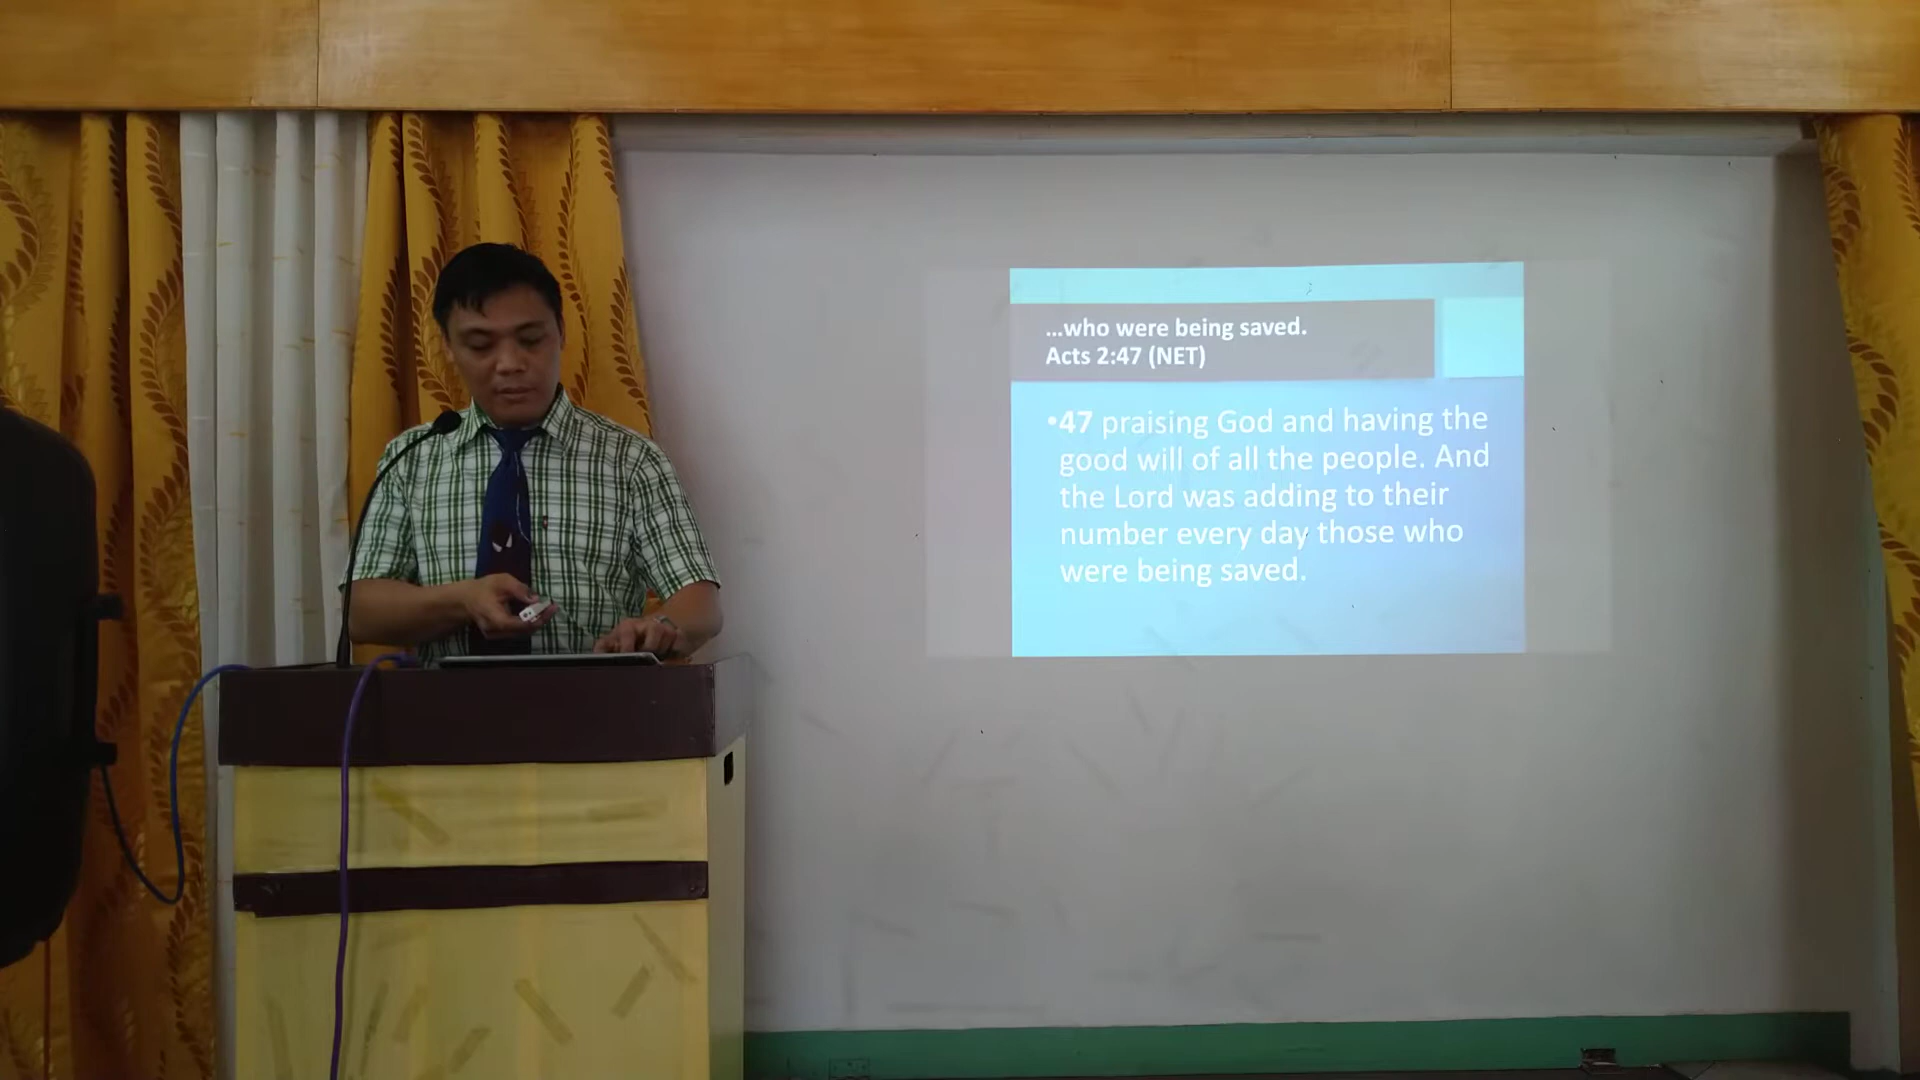 ...who were being saved.
Acts 2:47 (NET)
•47 praising God and having the
good will of all the people. And
the Lord was adding to their
number every day those who
were being saved.